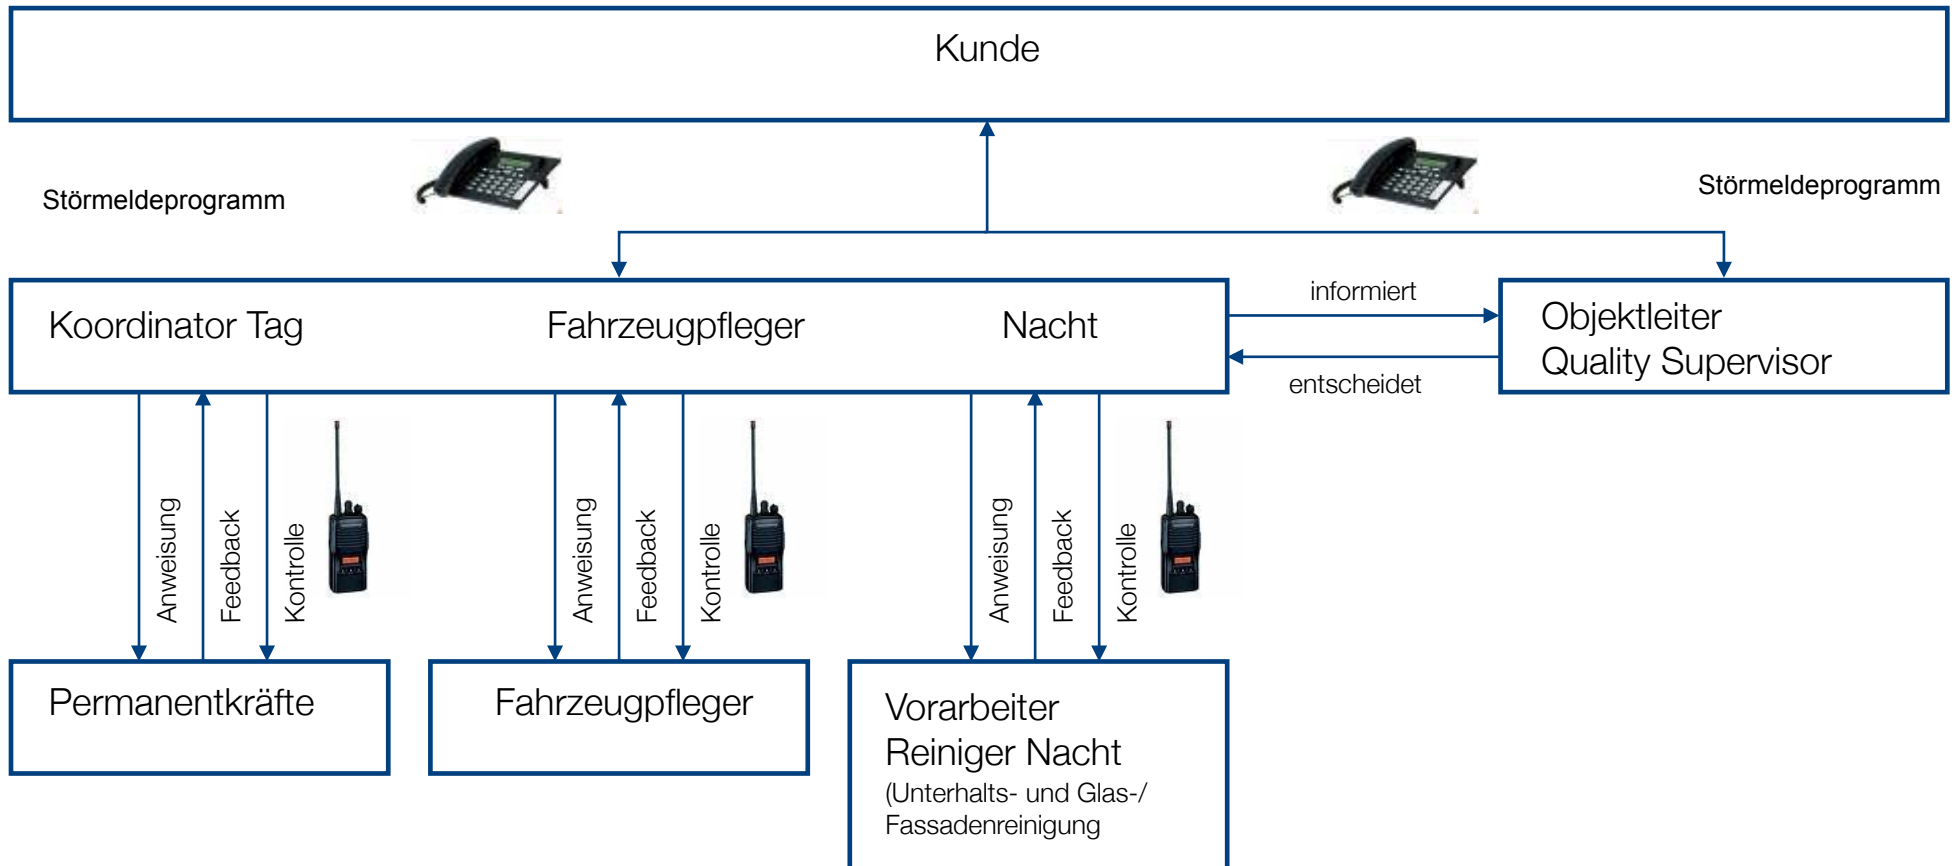 Kunde
Störmeldeprogramm
Störmeldeprogramm
Koordinator Tag
Fahrzeugpfleger
Nacht
informiert
entscheidet
Objektleiter
Quality Supervisor
Anweisung
Feedback
Kontrolle
Anweisung
Feedback
Kontrolle
Anweisung
Feedback
Kontrolle
Permanentkräfte
Fahrzeugpfleger
Vorarbeiter
Reiniger Nacht
(Unterhalts- und Glas-/
Fassadenreinigung